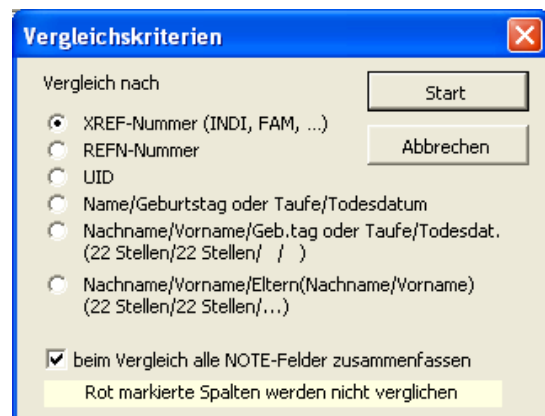 Vergleichskriterien
Vergleich nach
Start
XREF-Nummer (INDI, FAM, ...)
Abbrechen
REFN-Nummer
UID
Name/Geburtstag oder Taufe/Todesdatum
Nachname/Vorname/Geb.tag oder Taufe/Todesdat.
(22 Stellen/22 Stellen/ / )
Nachname/Vorname/Eltern(Nachname/Vorname)
(22 Stellen/22 Stellen/...)
beim Vergleich alle NOTE-Felder zusammenfassen
Rot markierte Spalten werden nicht verglichen